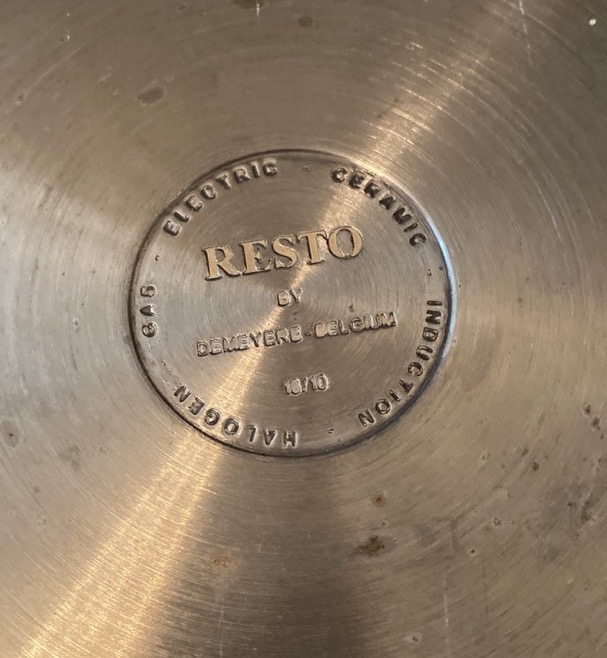 RESTO
BY
DEMEYERE-BELGIUM
18/10
GAS - ELECTRIC - CERAMIC - INDUCTION - HALOGEN -